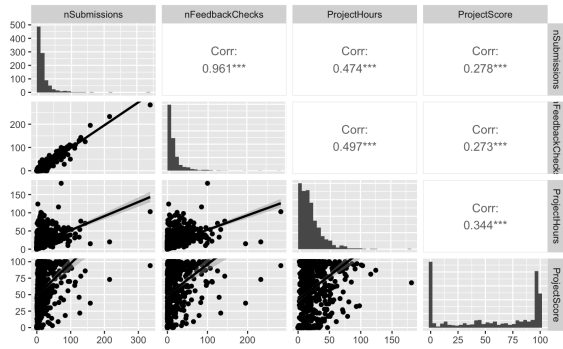 nSubmissions nFeedbackChecks ProjectHours ProjectScore
500
400
300
200
100
0
Corr:
0.961***
Corr:
0.474***
Corr:
0.278***
nSubmissions
200
100
0
Corr:
0.497***
Corr:
0.273***
nFeedbackChecks
150
100
50
0
Corr:
0.344***
ProjectHours
100
75
50
25
0
ProjectScore
0 100 200 300 0 100 200 0 50 100 150 0 25 50 75 100